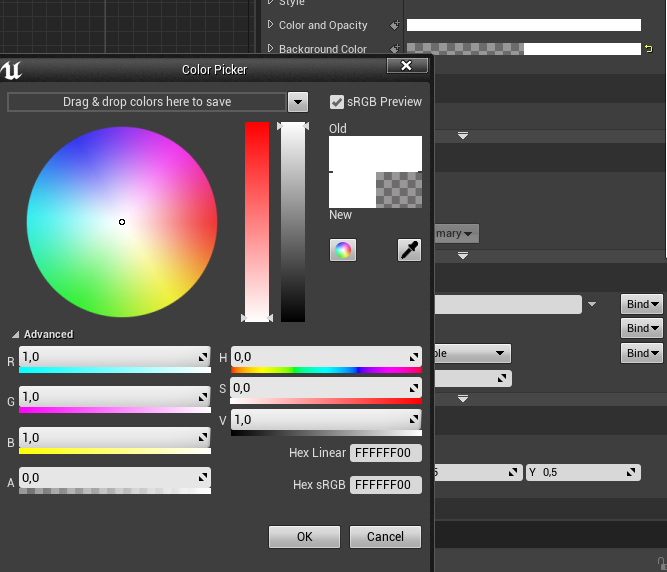 Style
Color and Opacity
Background Color
Color Picker
Drag & drop colors here to save
sRGB Preview
Old
New
mary
Bind
Bind
ble
Bind
Advanced
R 1,0
G 1,0
B 1,0
A 0,0
H 0,0
S 0,0
V 1,0
Hex Linear FFFFFF00
Hex sRGB FFFFFF00
5
Y 0,5
OK
Cancel